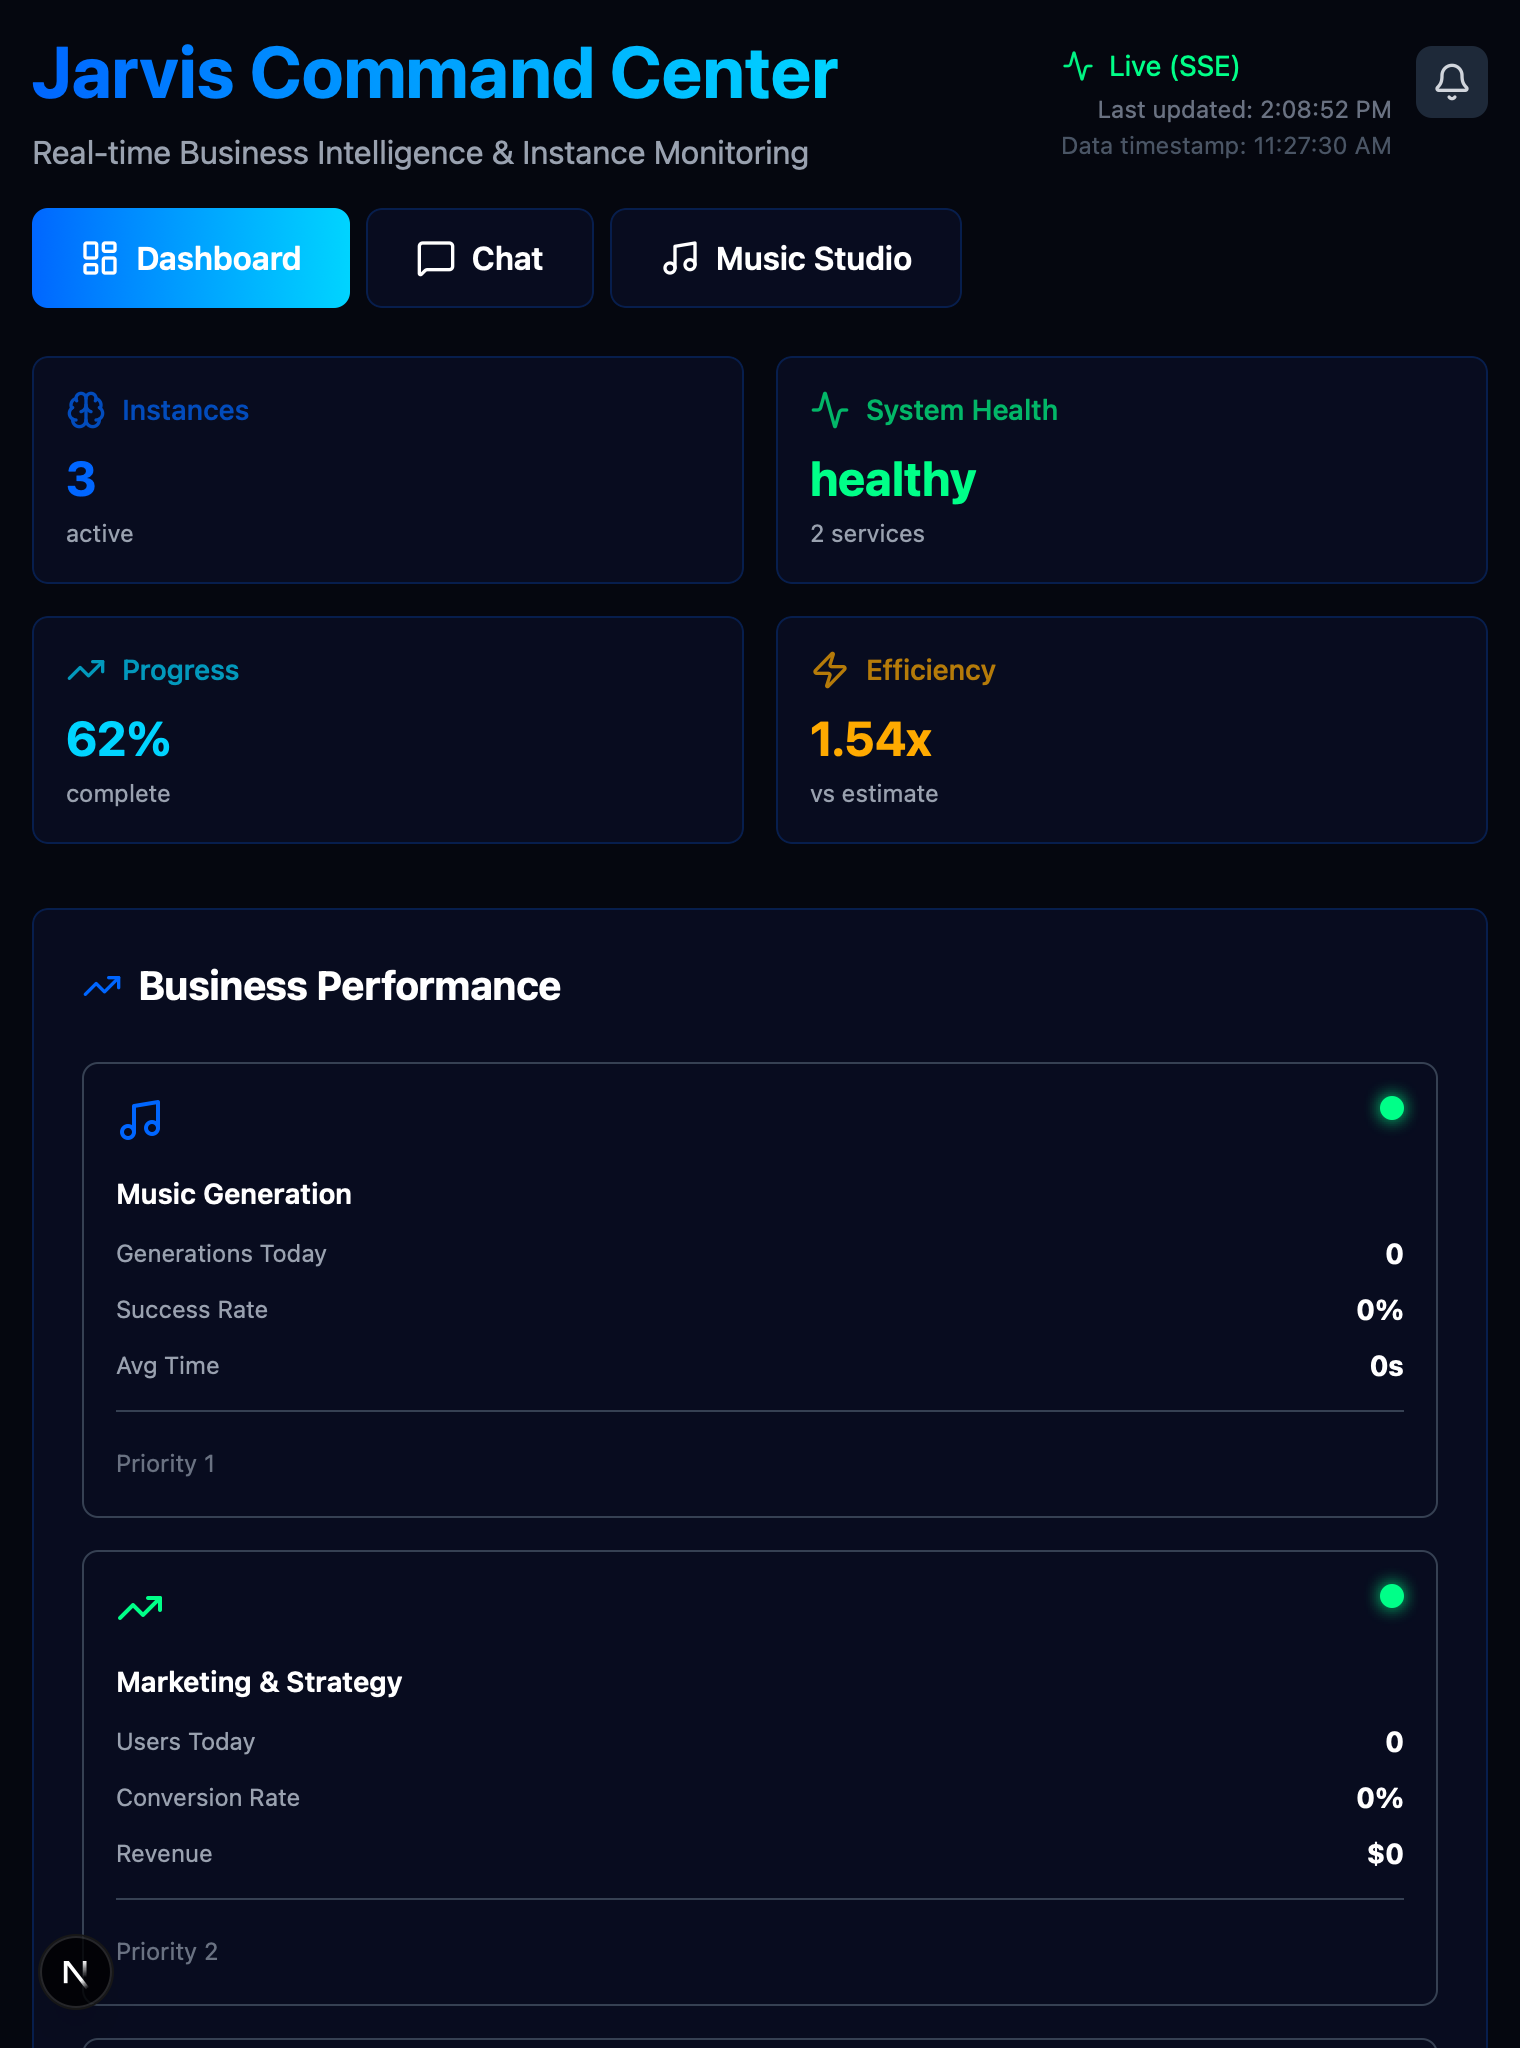 Jarvis Command Center
Real-time Business Intelligence & Instance Monitoring
Live (SSE)
Last updated: 2:08:52 PM
Data timestamp: 11:27:30 AM
Dashboard
Chat
Music Studio
Instances
3
active
System Health
healthy
2 services
Progress
62%
complete
Efficiency
1.54x
vs estimate
Business Performance
Music Generation
Generations Today 0
Success Rate 0%
Avg Time 0s
Priority 1
Marketing & Strategy
Users Today 0
Conversion Rate 0%
Revenue $0
Priority 2
N